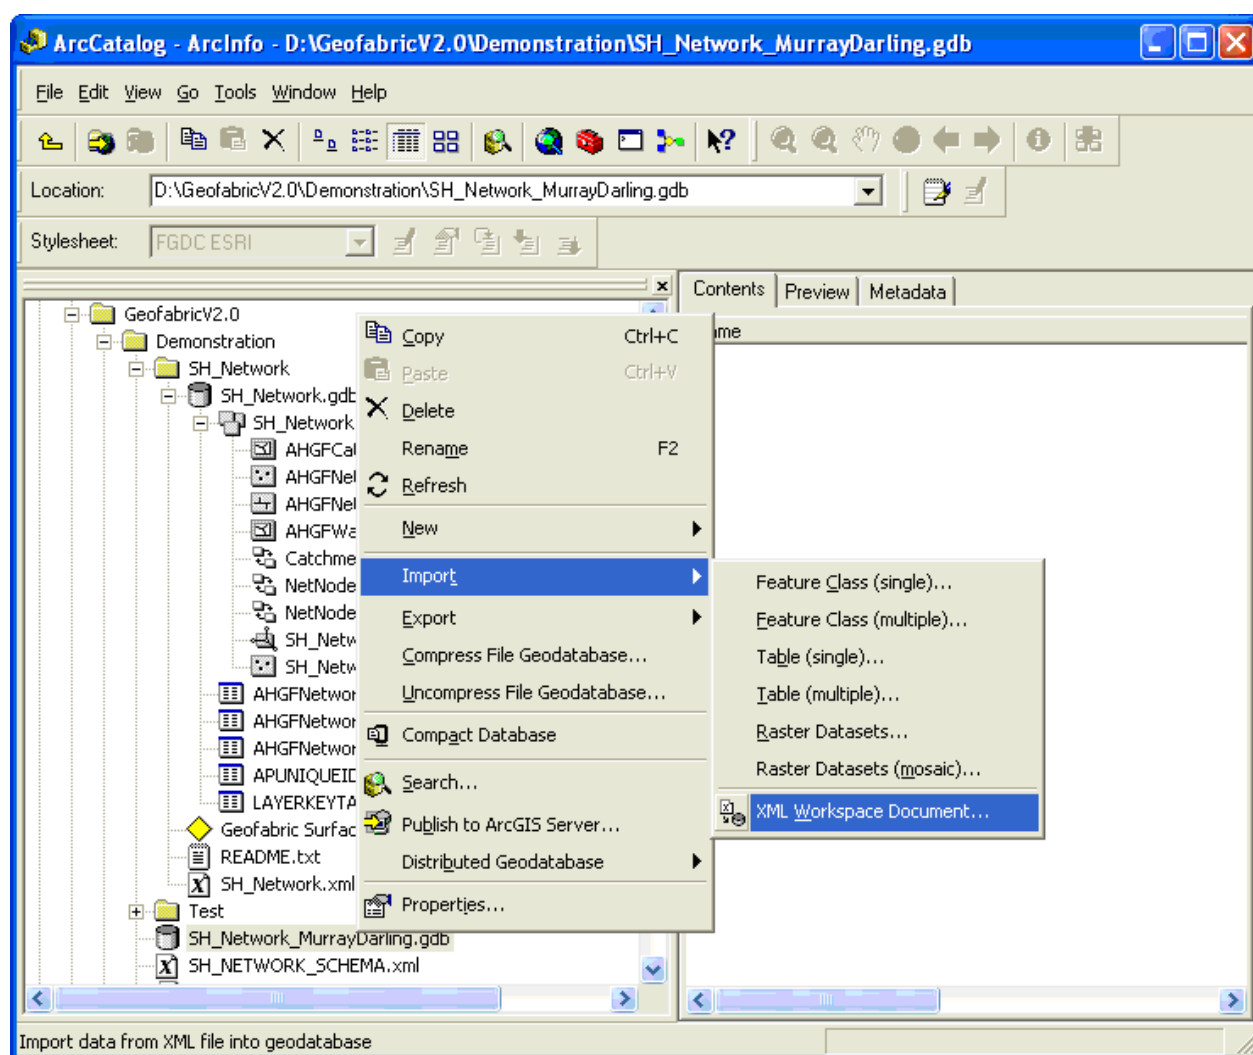 ArcCatalog - ArcInfo - D:\GeofabricV2.0\Demonstration\SH_Network_MurrayDarling.gdb
File Edit View Go Tools Window Help
Location: D:\GeofabricV2.0\Demonstration\SH_Network_MurrayDarling.gdb
Stylesheet: FGDC ESRI
Contents Preview Metadata
GeofabricV2.0
Demonstration
SH_Network
SH_Network.gdb
SH_Network
AHGFCa
AHGFNe
AHGFNe
AHGFWa
Catchme
NetNode
NetNode
SH_Netw
SH_Netw
AHGFNetwor
AHGFNetwor
AHGFNetwor
APUNIQUEID
LAYERKEYTA
Geofabric Surfac
README.txt
SH_Network.xml
Test
SH_Network_MurrayDarling.gdb
SH_NETWORK_SCHEMA.xml
Copy Ctrl+C
Paste Ctrl+V
Delete
Rename F2
Refresh
New
Import
Export
Compress File Geodatabase...
Uncompress File Geodatabase...
Compact Database
Search...
Publish to ArcGIS Server...
Distributed Geodatabase
Properties...
me
Feature Class (single)...
Feature Class (multiple)...
Table (single)...
Table (multiple)...
Raster Datasets...
Raster Datasets (mosaic)...
XML Workspace Document...
Import data from XML file into geodatabase